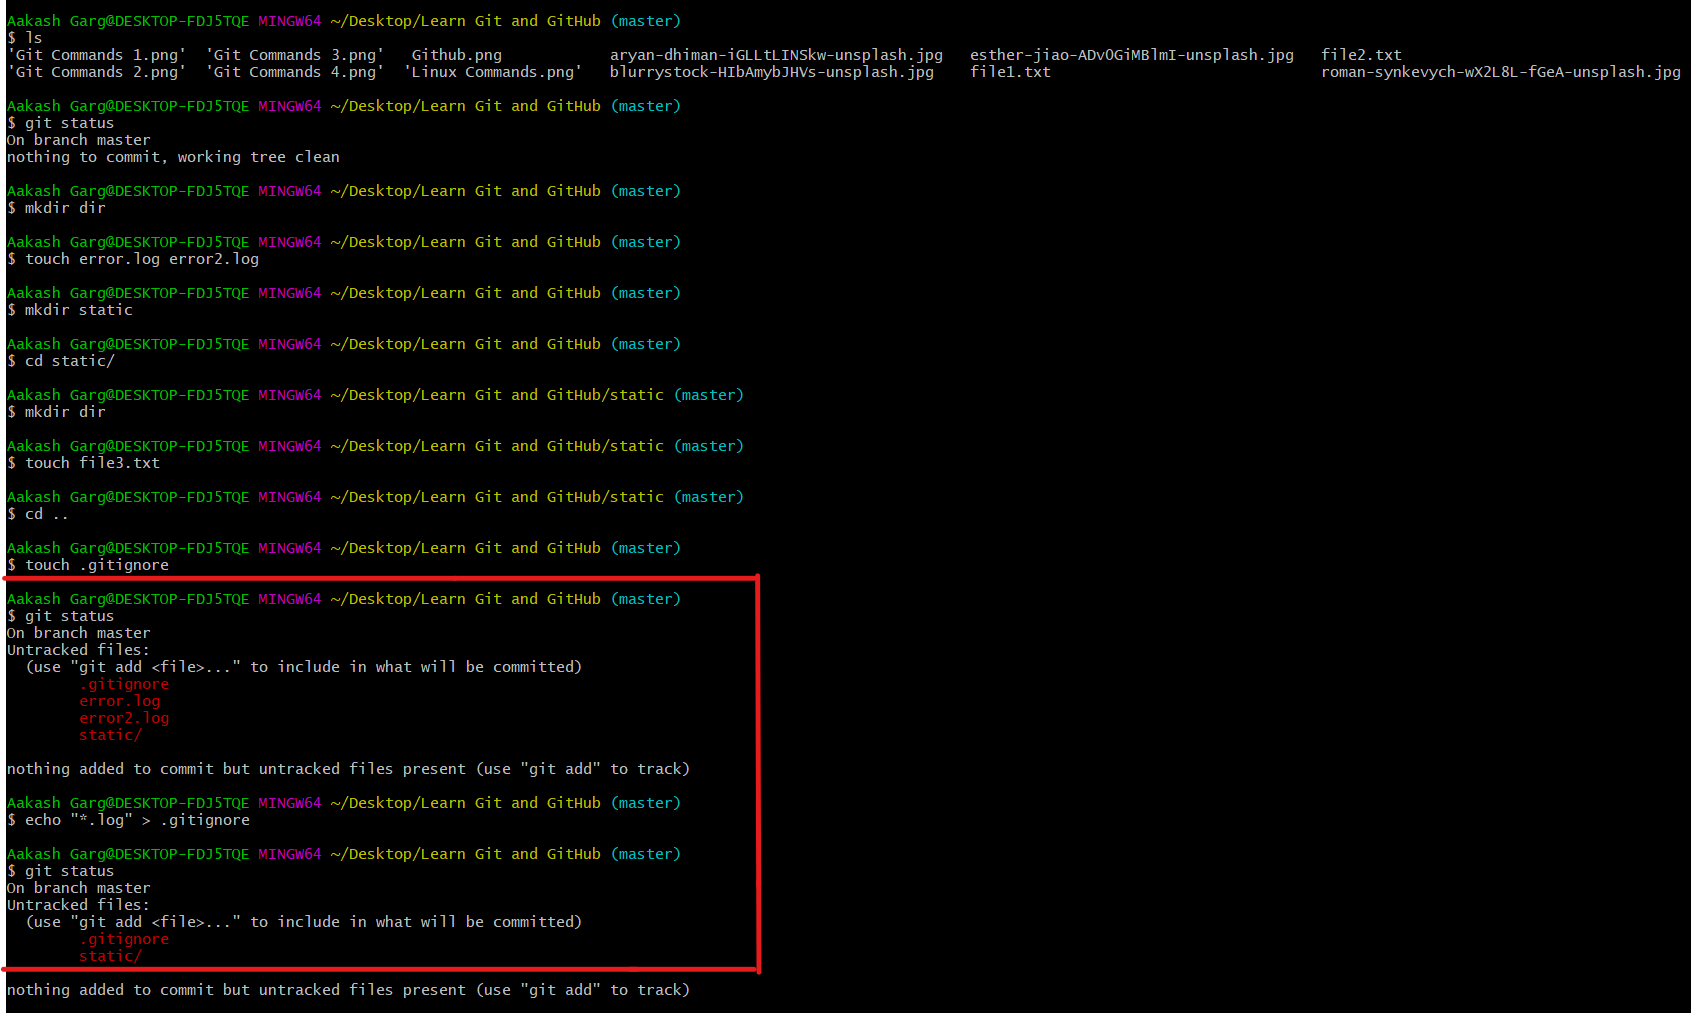 Aakash Garg@DESKTOP-FDJ5TQE MINGW64 ~/Desktop/Learn Git and GitHub (master)
$ ls
'Git Commands 1.png'  'Git Commands 3.png'   Github.png            aryan-dhiman-iGLLtLINSkw-unsplash.jpg   esther-jiao-ADv0GiMBlmI-unsplash.jpg   file2.txt
'Git Commands 2.png'  'Git Commands 4.png'  'Linux Commands.png'   blurrystock-HIbAmybJHVs-unsplash.jpg    file1.txt                              roman-synkevych-wX2L8L-fGeA-unsplash.jpg
Aakash Garg@DESKTOP-FDJ5TQE MINGW64 ~/Desktop/Learn Git and GitHub (master)
$ git status
On branch master
nothing to commit, working tree clean
Aakash Garg@DESKTOP-FDJ5TQE MINGW64 ~/Desktop/Learn Git and GitHub (master)
$ mkdir dir
Aakash Garg@DESKTOP-FDJ5TQE MINGW64 ~/Desktop/Learn Git and GitHub (master)
$ touch error.log error2.log
Aakash Garg@DESKTOP-FDJ5TQE MINGW64 ~/Desktop/Learn Git and GitHub (master)
$ mkdir static
Aakash Garg@DESKTOP-FDJ5TQE MINGW64 ~/Desktop/Learn Git and GitHub (master)
$ cd static/
Aakash Garg@DESKTOP-FDJ5TQE MINGW64 ~/Desktop/Learn Git and GitHub/static (master)
$ mkdir dir
Aakash Garg@DESKTOP-FDJ5TQE MINGW64 ~/Desktop/Learn Git and GitHub/static (master)
$ touch file3.txt
Aakash Garg@DESKTOP-FDJ5TQE MINGW64 ~/Desktop/Learn Git and GitHub/static (master)
$ cd ..
Aakash Garg@DESKTOP-FDJ5TQE MINGW64 ~/Desktop/Learn Git and GitHub (master)
$ touch .gitignore
Aakash Garg@DESKTOP-FDJ5TQE MINGW64 ~/Desktop/Learn Git and GitHub (master)
$ git status
On branch master
Untracked files:
  (use "git add <file>..." to include in what will be committed)
        .gitignore
        error.log
        error2.log
        static/
nothing added to commit but untracked files present (use "git add" to track)
Aakash Garg@DESKTOP-FDJ5TQE MINGW64 ~/Desktop/Learn Git and GitHub (master)
$ echo "*.log" > .gitignore
Aakash Garg@DESKTOP-FDJ5TQE MINGW64 ~/Desktop/Learn Git and GitHub (master)
$ git status
On branch master
Untracked files:
  (use "git add <file>..." to include in what will be committed)
        .gitignore
        static/
nothing added to commit but untracked files present (use "git add" to track)